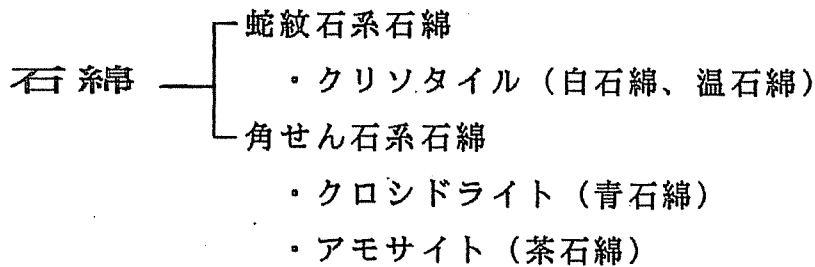 蛇紋石系石綿
石綿
・クリソタイル（白石綿、温石綿）
角せん石系石綿
・クロシドライト（青石綿）
・アモサイト（茶石綿）